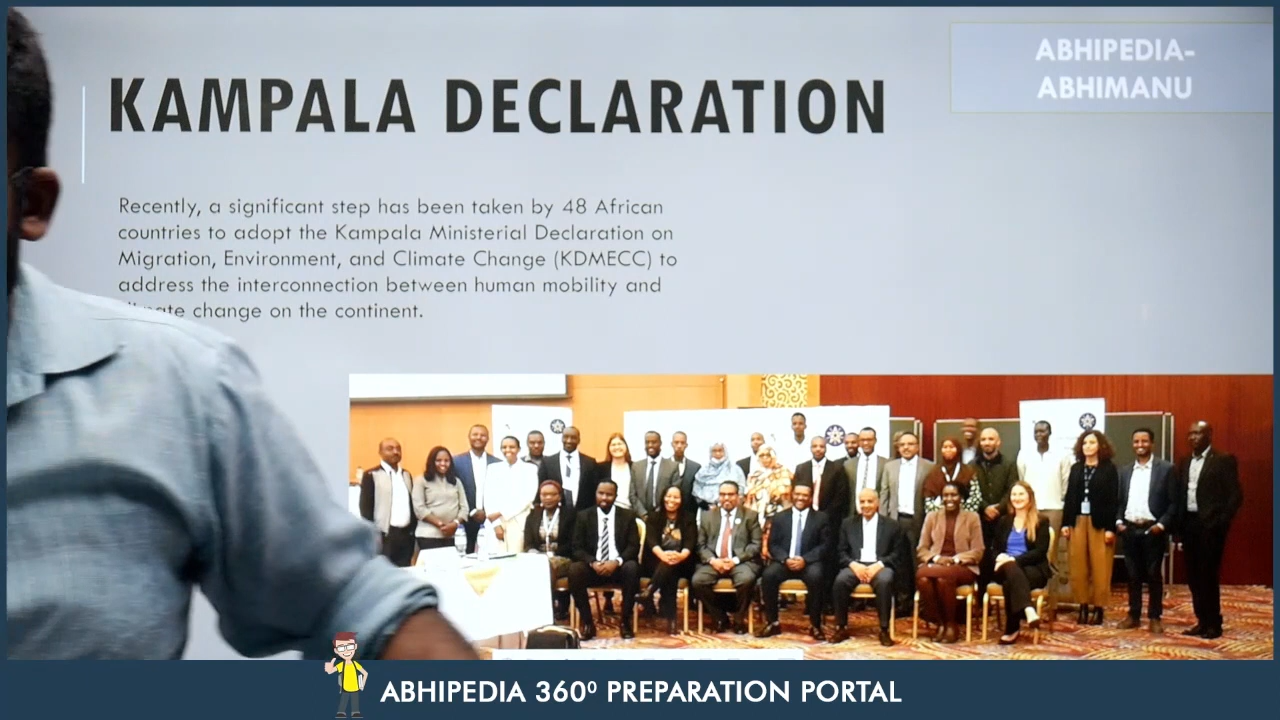 ABHIPEDIA-
ABHIMANU
KAMPALA DECLARATION
Recently, a significant step has been taken by 48 African
countries to adopt the Kampala Ministerial Declaration on
Migration, Environment, and Climate Change (KDMECC) to
address the interconnection between human mobility and
change on the continent.
ABHIPEDIA 360⁰ PREPARATION PORTAL